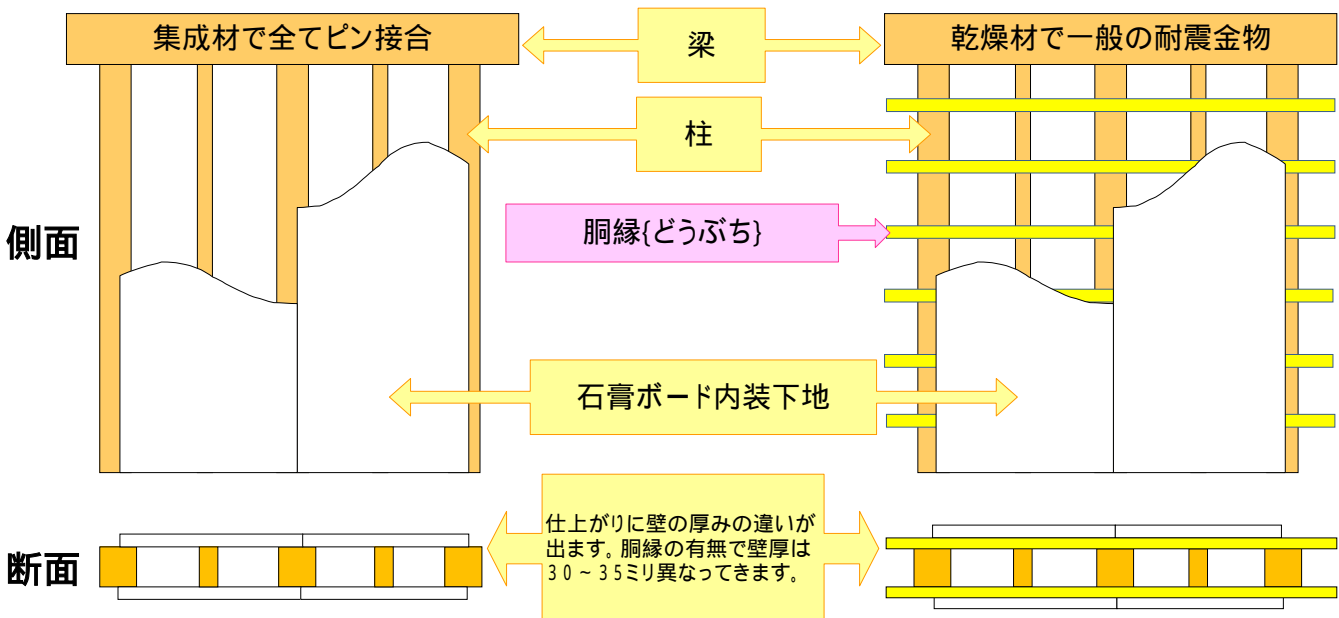 集成材で全てピン接合
梁
乾燥材で一般の耐震金物
柱
側面
胴縁{どうぶち}
石膏ボード内装下地
断面
仕上がりに壁の厚みの違いが
出ます。胴縁の有無で壁厚は
30~35ミリ異なってきます。